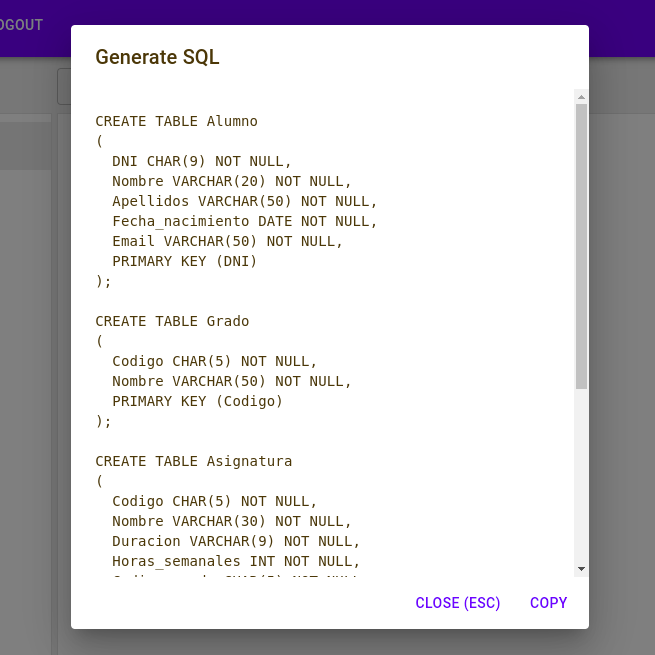 OGOUT
Generate SQL
CREATE TABLE Alumno
(
  DNI CHAR(9) NOT NULL,
  Nombre VARCHAR(20) NOT NULL,
  Apellidos VARCHAR(50) NOT NULL,
  Fecha_nacimiento DATE NOT NULL,
  Email VARCHAR(50) NOT NULL,
  PRIMARY KEY (DNI)
);
CREATE TABLE Grado
(
  Codigo CHAR(5) NOT NULL,
  Nombre VARCHAR(50) NOT NULL,
  PRIMARY KEY (Codigo)
);
CREATE TABLE Asignatura
(
  Codigo CHAR(5) NOT NULL,
  Nombre VARCHAR(30) NOT NULL,
  Duracion VARCHAR(9) NOT NULL,
  Horas_semanales INT NOT NULL,
CLOSE (ESC) COPY